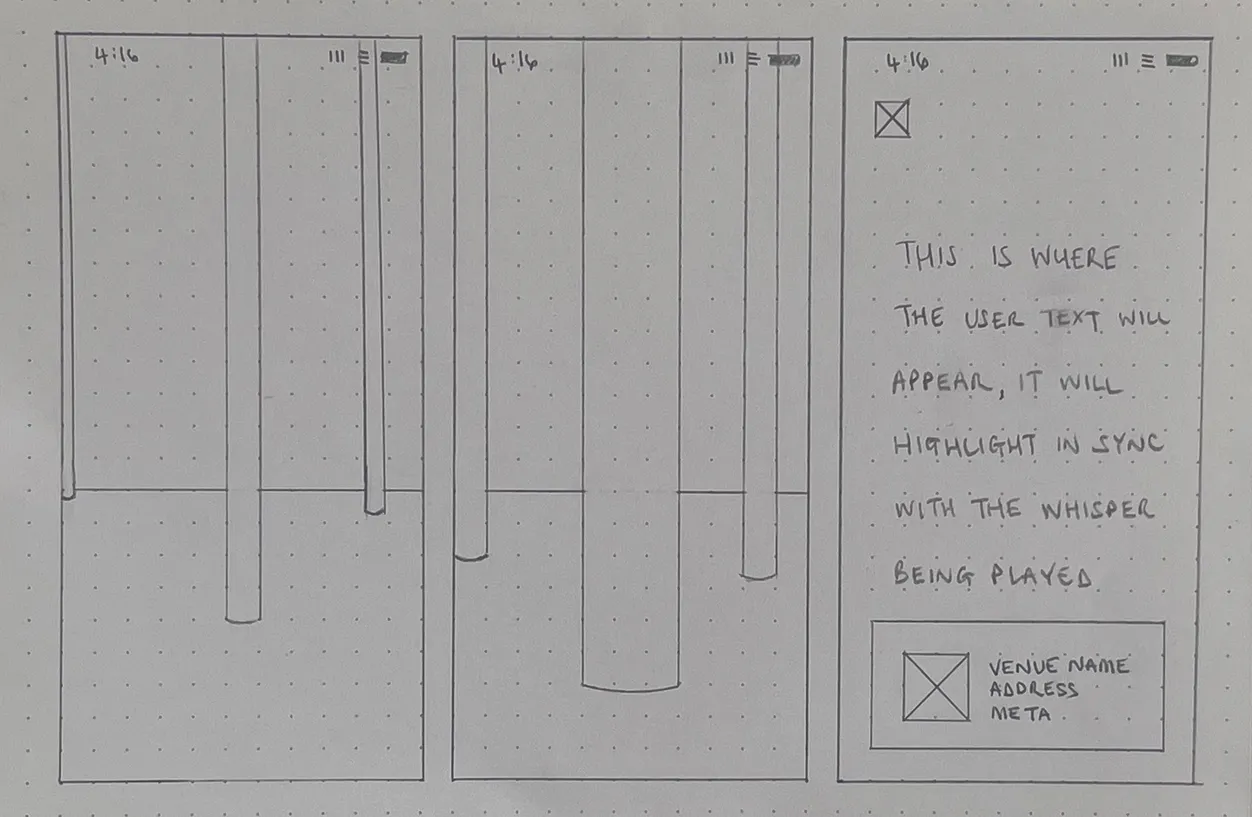 4:16
4:16
4:16
THIS IS WHERE
THE USER TEXT WILL
APPEAR, IT WILL
HIGHLIGHT IN SYNC
WITH THE WHISPER
BEING PLAYED
VENUE NAME
ADDRESS
META